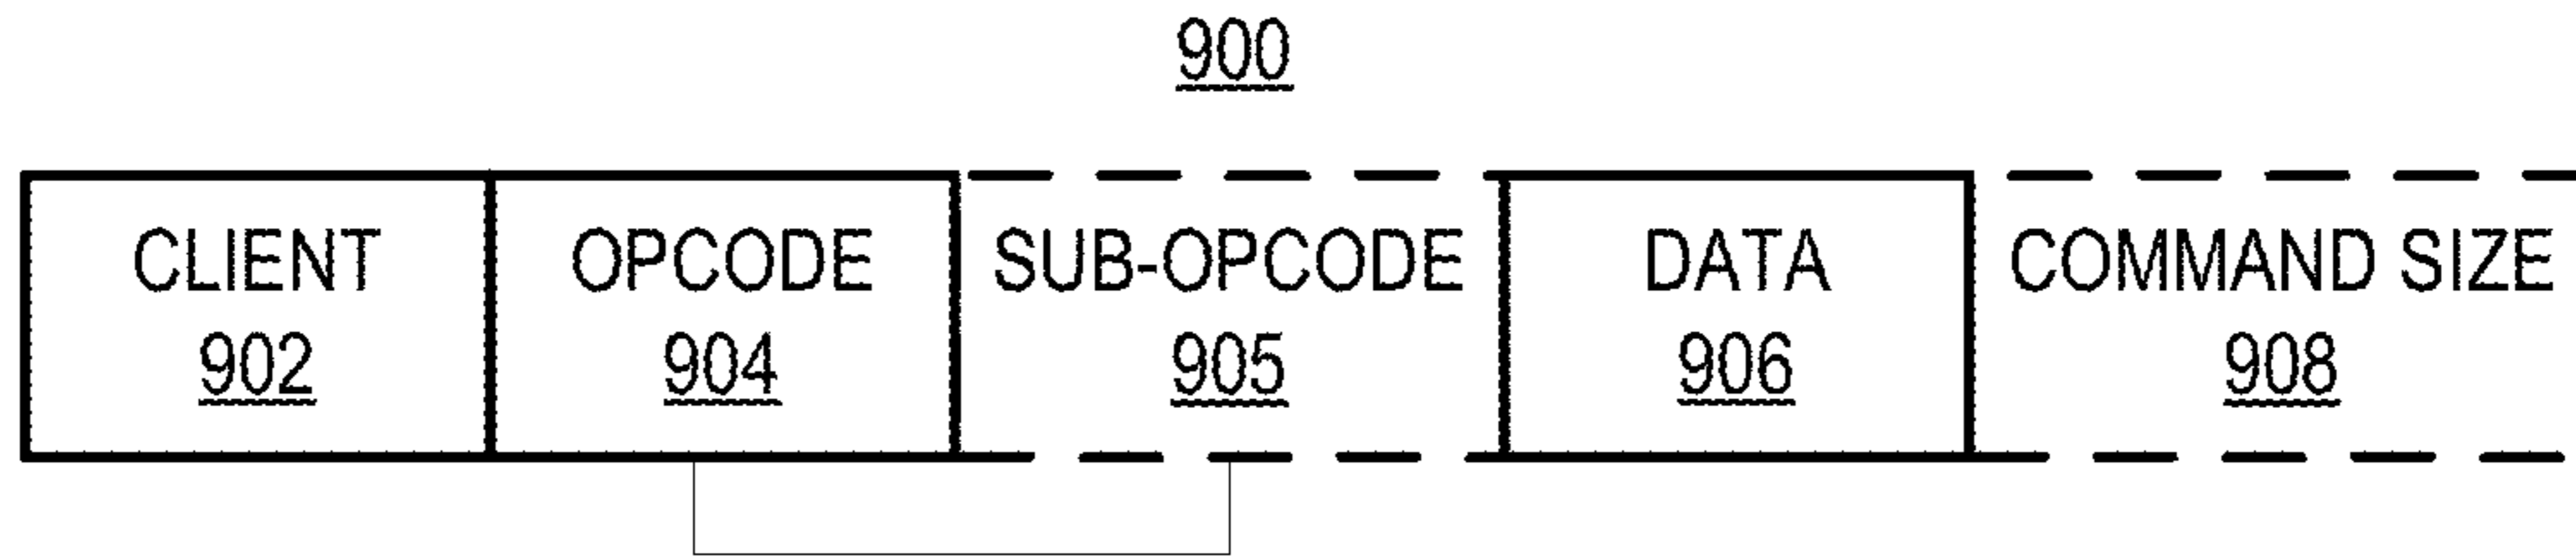 900
CLIENT
902
OPCODE
904
SUB-OPCODE
905
DATA
906
COMMAND SIZE
908